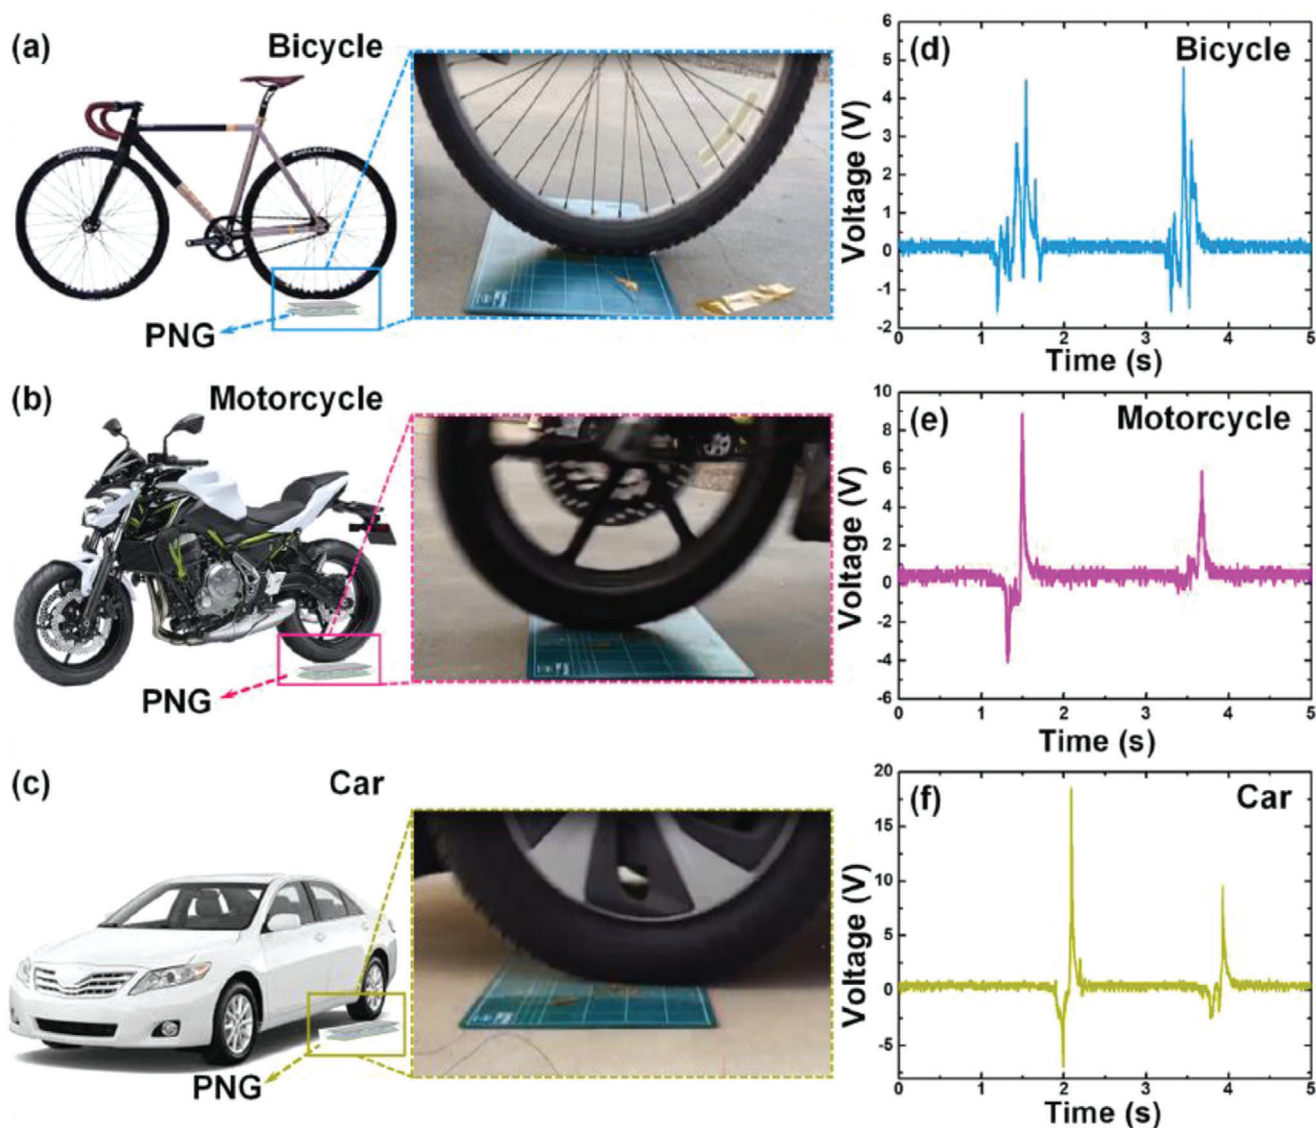 (a) Bicycle
PNG
(d) Bicycle
Voltage (V)
6
5
4
3
2
1
0
-1
-2
0 1 2 3 4 5
Time (s)
(b) Motorcycle
PNG
(e) Motorcycle
Voltage (V)
10
8
6
4
2
0
-2
-4
-6
0 1 2 3 4 5
Time (s)
(c) Car
PNG
(f) Car
Voltage (V)
20
15
10
5
0
-5
0 1 2 3 4 5
Time (s)